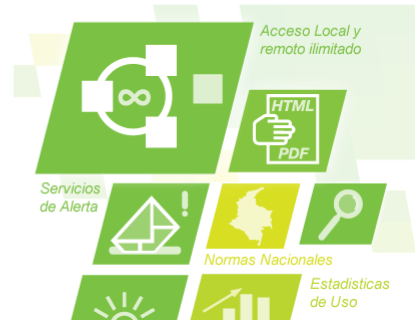 Acceso Local y
remoto ilimitado
HTML
PDF
Servicios
de Alerta
!
Normas Nacionales
Estadisticas
de Uso